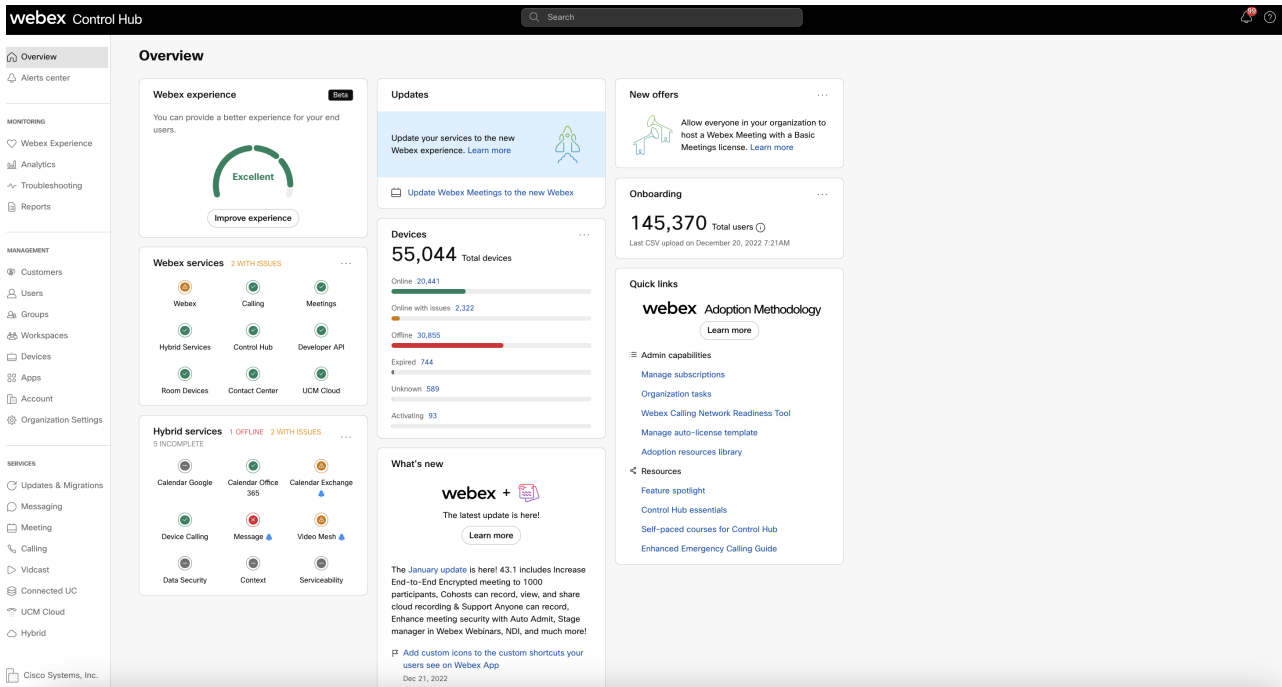 webex Control Hub
Search
99
Overview
Alerts center
MONITORING
Webex Experience
Analytics
Troubleshooting
Reports
MANAGEMENT
Customers
Users
Groups
Workspaces
Devices
Apps
Account
Organization Settings
SERVICES
Updates & Migrations
Messaging
Meeting
Calling
Vidcast
Connected UC
UCM Cloud
Hybrid
Cisco Systems, Inc.
Overview
Webex experience
Beta
You can provide a better experience for your end
users.
Excellent
Improve experience
Webex services 2 WITH ISSUES
Webex Calling Meetings
Hybrid Services Control Hub Developer API
Room Devices Contact Center UCM Cloud
Hybrid services 1 OFFLINE 2 WITH ISSUES
5 INCOMPLETE
Calendar Google Calendar Office Calendar Exchange
365
Device Calling Message Video Mesh
Data Security Context Serviceability
Updates
Update your services to the new
Webex experience. Learn more
Update Webex Meetings to the new Webex
Devices
55,044 Total devices
Online 20,441
Online with issues 2,322
Offline 30,855
Expired 744
Unknown 589
Activating 93
What's new
webex +
The latest update is here!
Learn more
The January update is here! 43.1 includes Increase
End-to-End Encrypted meeting to 1000
participants, Cohosts can record, view, and share
cloud recording & Support Anyone can record,
Enhance meeting security with Auto Admit, Stage
manager in Webex Webinars, NDI, and much more!
Add custom icons to the custom shortcuts your
users see on Webex App
Dec 21, 2022
New offers
Allow everyone in your organization to
host a Webex Meeting with a Basic
Meetings license. Learn more
Onboarding
145,370 Total users
Last CSV upload on December 20, 2022 7:21AM
Quick links
webex Adoption Methodology
Learn more
Admin capabilities
Manage subscriptions
Organization tasks
Webex Calling Network Readiness Tool
Manage auto-license template
Adoption resources library
Resources
Feature spotlight
Control Hub essentials
Self-paced courses for Control Hub
Enhanced Emergency Calling Guide